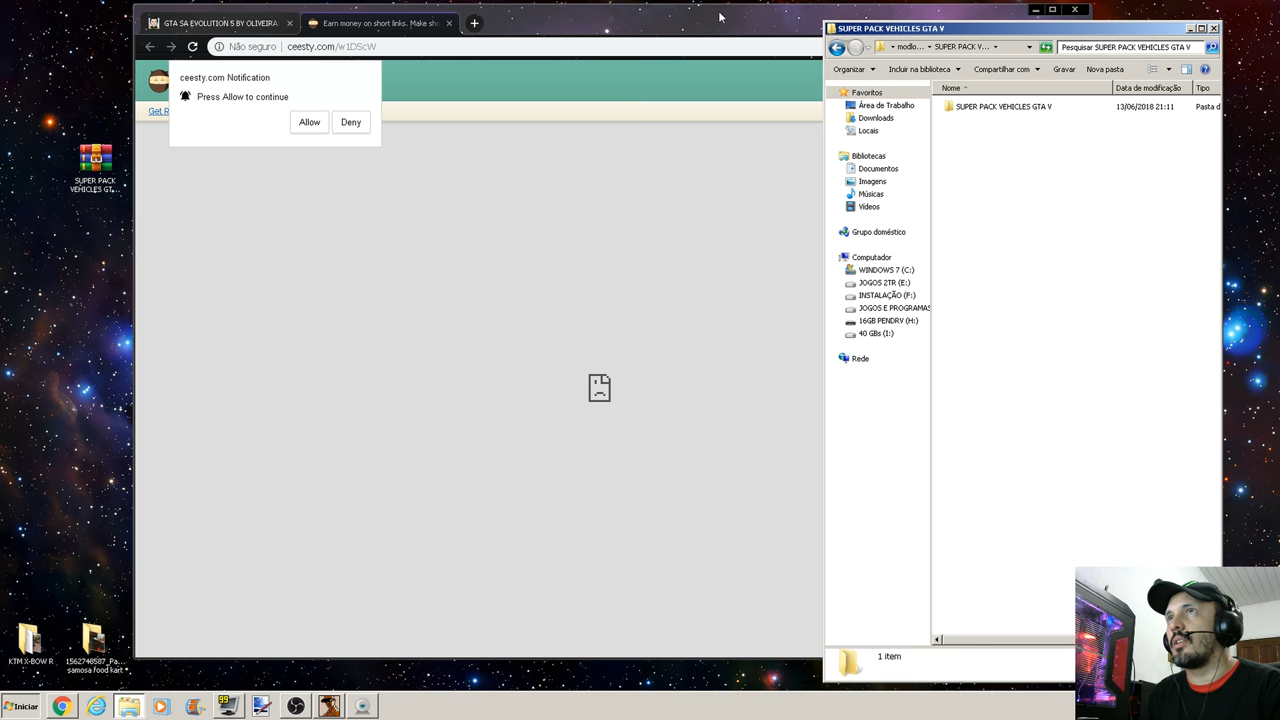 GTA SA EVOLUTION 5 BY OLIVEIRA
Earn money on short links. Make sho
Não seguro
ceesty.com/w1DScW
ceesty.com Notification
Press Allow to continue
Allow
Deny
Get R
SUPER PACK
VEHICLES GT...
KTM X-BOW R
1562748587_Pa...
samosa food kart
Iniciar
SUPER PACK VEHICLES GTA V
modlo...
SUPER PACK V...
Pesquisar SUPER PACK VEHICLES GTA V
Organizar
Incluir na biblioteca
Compartilhar com
Gravar
Nova pasta
Favoritos
Área de Trabalho
Downloads
Locais
Bibliotecas
Documentos
Imagens
Músicas
Vídeos
Grupo doméstico
Computador
WINDOWS 7 (C:)
JOGOS 2TR (E:)
INSTALAÇÃO (F:)
JOGOS E PROGRAMAS
16GB PENDRV (H:)
40 GBs (I:)
Rede
Nome
Data de modificação
Tipo
SUPER PACK VEHICLES GTA V
13/06/2018 21:11
Pasta d
1 item